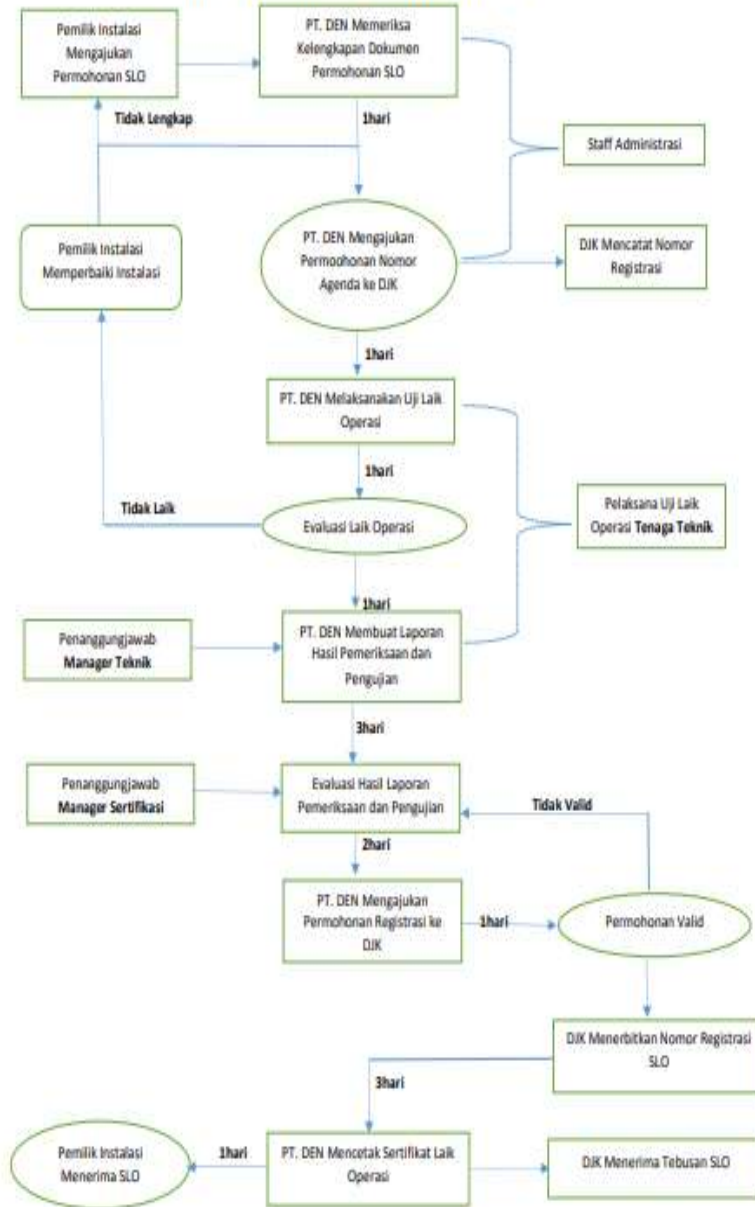 Pemilik Instalasi
Mengajukan
Permohonan SLO
PT. DEN Memeriksa
Kelengkapan Dokumen
Permohonan SLO
Tidak Lengkap
1hari
Staff Administrasi
Pemilik Instalasi
Memperbaiki Instalasi
PT. DEN Mengajukan
Permoohonan Nomor
Agenda ke DJK
DJK Mencatat Nomor
Registrasi
1hari
PT. DEN Melaksanakan Uji Laik
Operasi
1hari
Tidak Laik
Evaluasi Laik Operasi
Pelaksana Uji Laik
Operasi Tenaga Teknik
1hari
Penanggungjawab
Manager Teknik
PT. DEN Membuat Laporan
Hasil Pemeriksaan dan
Pengujian
3hari
Penanggungjawab
Manager Sertifikasi
Evaluasi Hasil Laporan
Pemeriksaan dan Pengujian
Tidak Valid
2hari
PT. DEN Mengajukan
Permohonan Registrasi ke
DJK
1hari
Permohonan Valid
DJK Menerbitkan Nomor Registrasi
SLO
3hari
Pemilik Instalasi
Menerima SLO
1hari
PT. DEN Mencetak Sertifikat Laik
Operasi
DJK Menerima Tebusan SLO